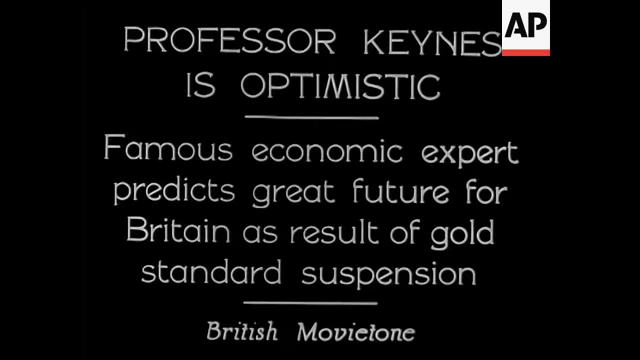 PROFESSOR KEYNES
AP
IS OPTIMISTIC
Famous economic expert
predicts great future for
Britain as result of gold
standard suspension
British Movietone